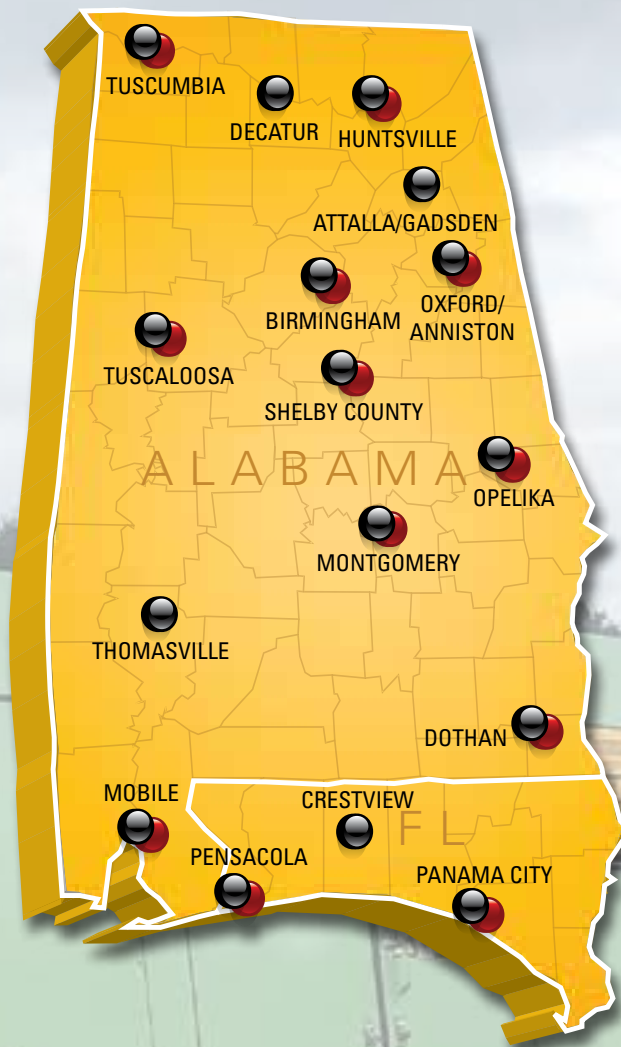 TUSCUMBIA
DECATUR
HUNTSVILLE
ATTALLA/GADSDEN
BIRMINGHAM
OXFORD/
ANNISTON
TUSCALOOSA
SHELBY COUNTY
ALABAMA
OPELIKA
MONTGOMERY
THOMASVILLE
DOTHAN
MOBILE
CRESTVIEW
FL
PENSACOLA
PANAMA CITY